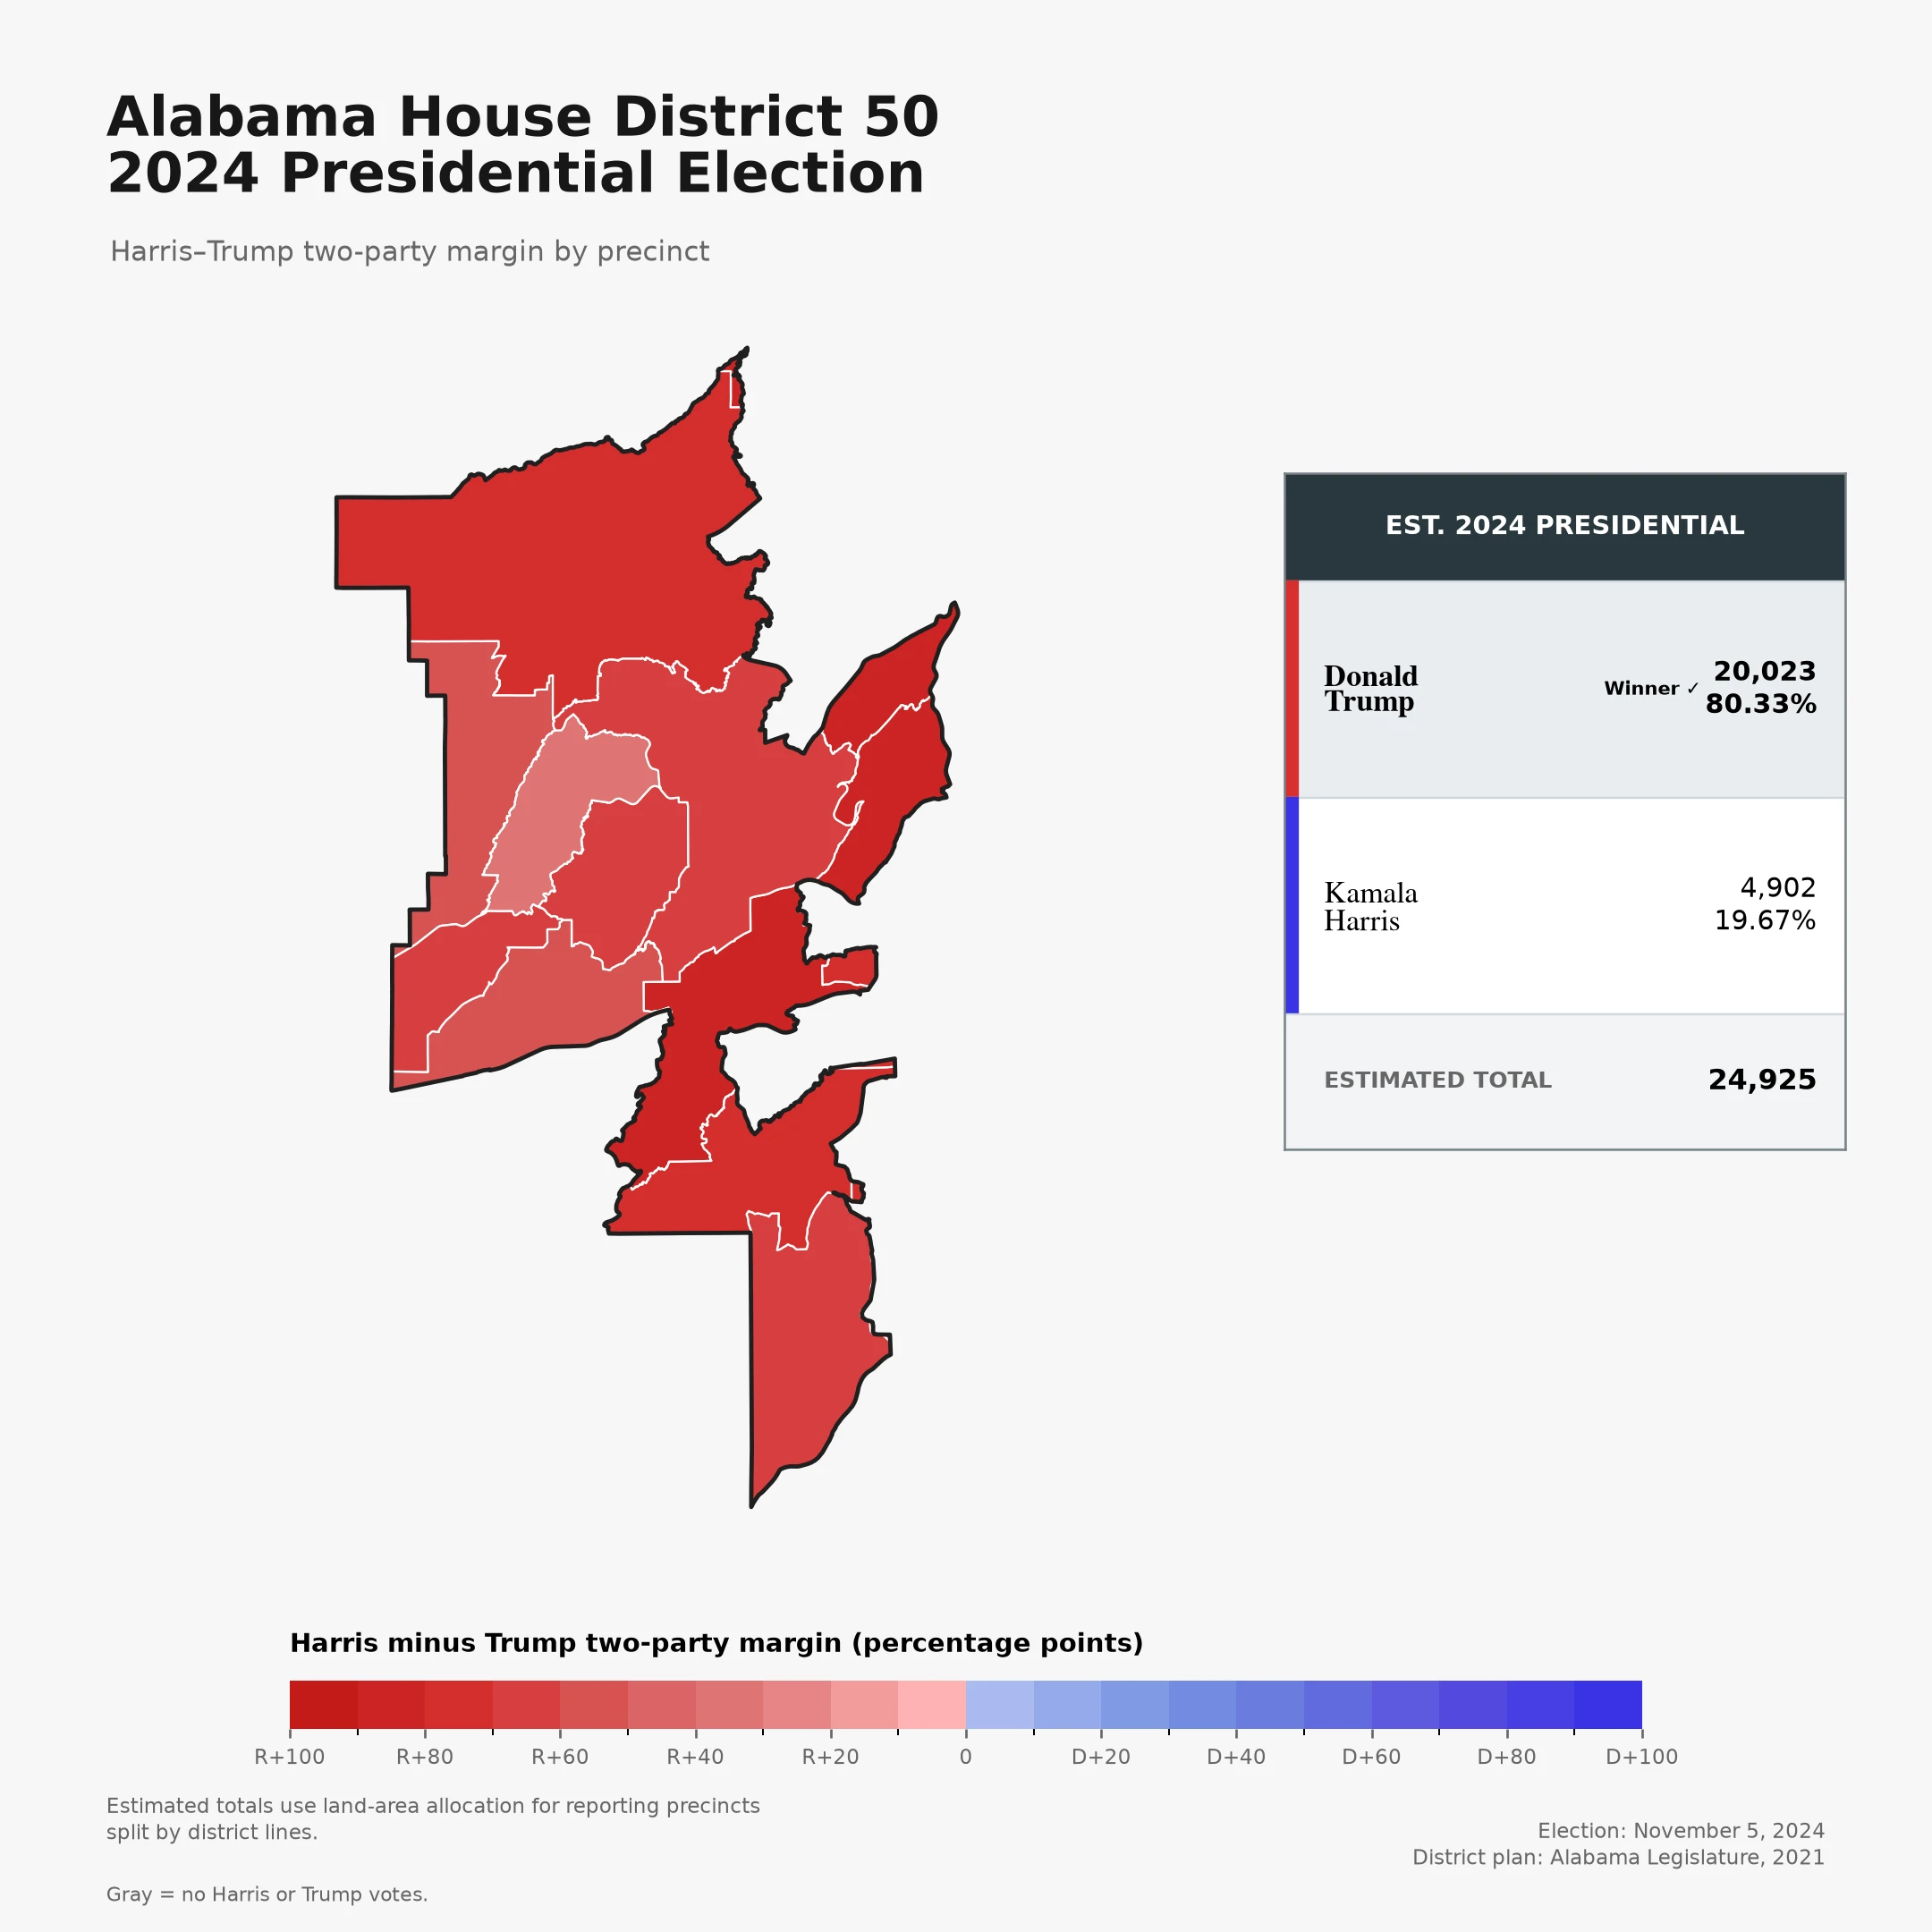 Alabama House District 50
2024 Presidential Election
Harris–Trump two-party margin by precinct
EST. 2024 PRESIDENTIAL
Donald
Trump
Winner ✓
20,023
80.33%
Kamala
Harris
4,902
19.67%
ESTIMATED TOTAL
24,925
Harris minus Trump two-party margin (percentage points)
R+100 R+80 R+60 R+40 R+20 0 D+20 D+40 D+60 D+80 D+100
Estimated totals use land-area allocation for reporting precincts
split by district lines.
Gray = no Harris or Trump votes.
Election: November 5, 2024
District plan: Alabama Legislature, 2021